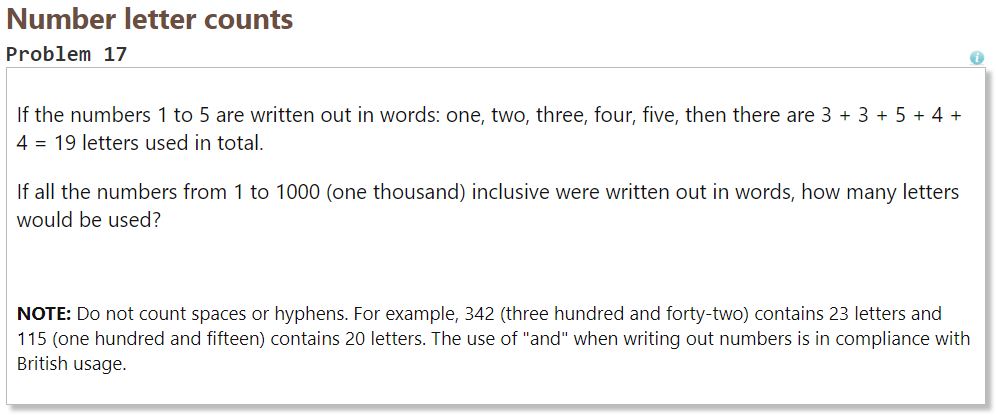 Number letter counts
Problem 17
If the numbers 1 to 5 are written out in words: one, two, three, four, five, then there are 3 + 3 + 5 + 4 +
4 = 19 letters used in total.
If all the numbers from 1 to 1000 (one thousand) inclusive were written out in words, how many letters
would be used?
NOTE: Do not count spaces or hyphens. For example, 342 (three hundred and forty-two) contains 23 letters and
115 (one hundred and fifteen) contains 20 letters. The use of "and" when writing out numbers is in compliance with
British usage.